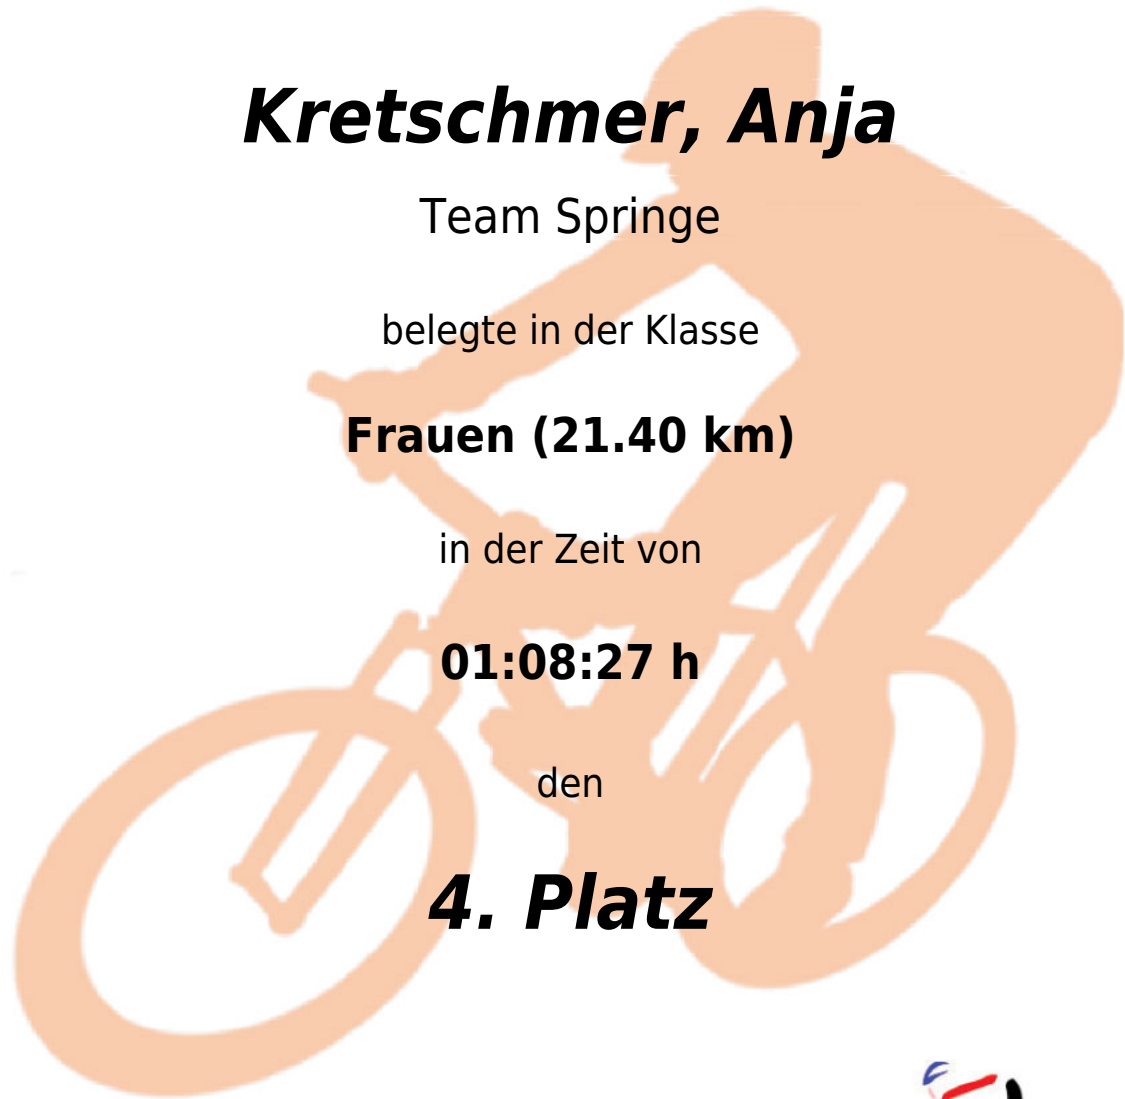 Kretschmer, Anja
Team Springe
belegte in der Klasse
Frauen (21.40 km)
in der Zeit von
01:08:27 h
den
4. Platz